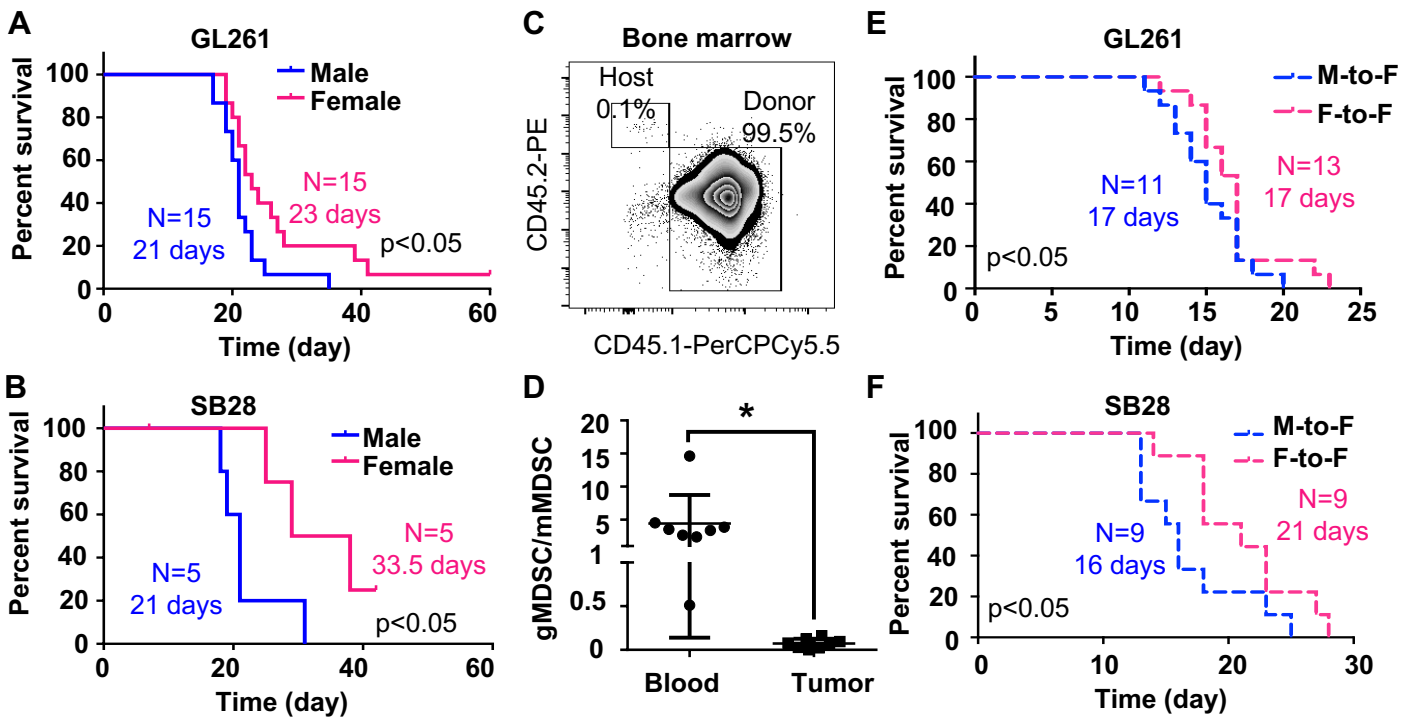 A
GL261
Male
Female
Percent survival
100
80
60
40
20
0
N=15
23 days
N=15
21 days
p<0.05
0
20
40
60
Time (day)
B
SB28
Male
Female
Percent survival
100
80
60
40
20
0
N=5
33.5 days
N=5
21 days
p<0.05
0
20
40
60
Time (day)
C
Bone marrow
Host
0.1%
Donor
99.5%
CD45.2-PE
CD45.1-PerCPCy5.5
D
*
gMDSC/mMDSC
20
15
10
5
1
0.5
0
Blood
Tumor
E
GL261
M-to-F
F-to-F
Percent survival
100
80
60
40
20
0
N=13
17 days
N=11
17 days
p<0.05
0
5
10
15
20
25
Time (day)
F
SB28
M-to-F
F-to-F
Percent survival
100
80
60
40
20
0
N=9
21 days
N=9
16 days
p<0.05
0
10
20
30
Time (day)